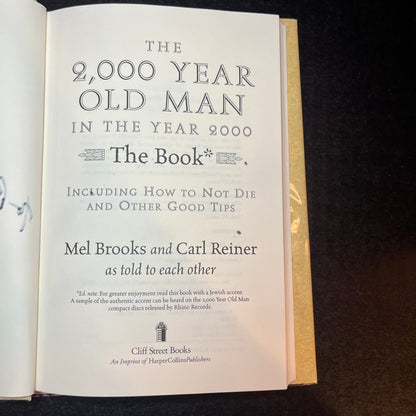 THE
2,000 YEAR
OLD MAN
IN THE YEAR 2000
The Book*
INCLUDING HOW TO NOT DIE
AND OTHER GOOD TIPS
Mel Brooks and Carl Reiner
as told to each other
*Ed. note: For greater enjoyment read this book with a Jewish accent.
A sample of the authentic accent can be heard on the 2,000 Year Old Man
compact discs released by Rhino Records.
Cliff Street Books
An Imprint of HarperCollinsPublishers